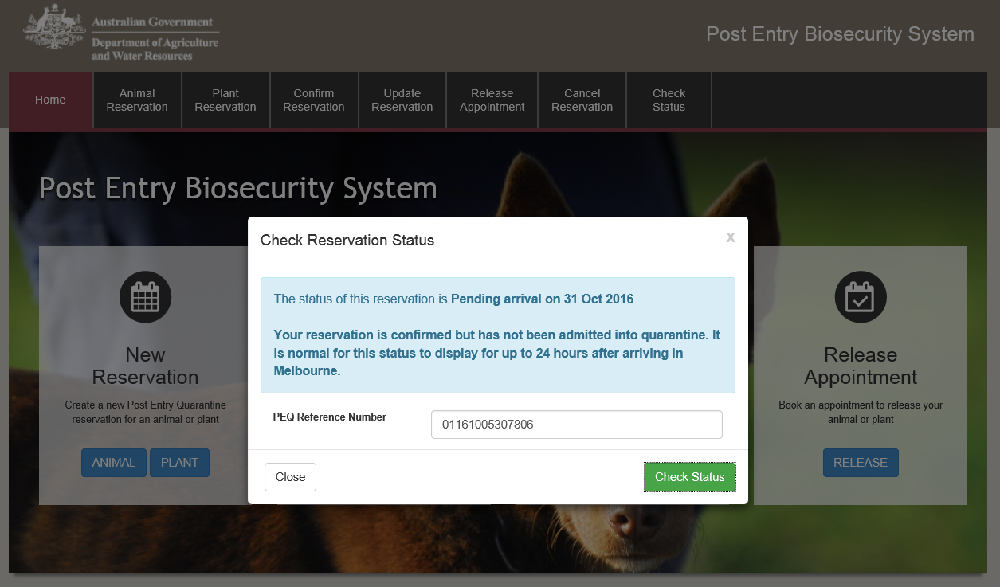 Australian Government
Department of Agriculture
and Water Resources
Post Entry Biosecurity System
Home
Animal
Reservation
Plant
Reservation
Confirm
Reservation
Update
Reservation
Release
Appointment
Cancel
Reservation
Check
Status
Post Entry Biosecurity System
Check Reservation Status
x
The status of this reservation is Pending arrival on 31 Oct 2016
Your reservation is confirmed but has not been admitted into quarantine. It
is normal for this status to display for up to 24 hours after arriving in
Melbourne.
PEQ Reference Number
01161005307806
Close
Check Status
New
Reservation
Create a new Post Entry Quarantine
reservation for an animal or plant
ANIMAL
PLANT
Release
Appointment
Book an appointment to release your
animal or plant
RELEASE